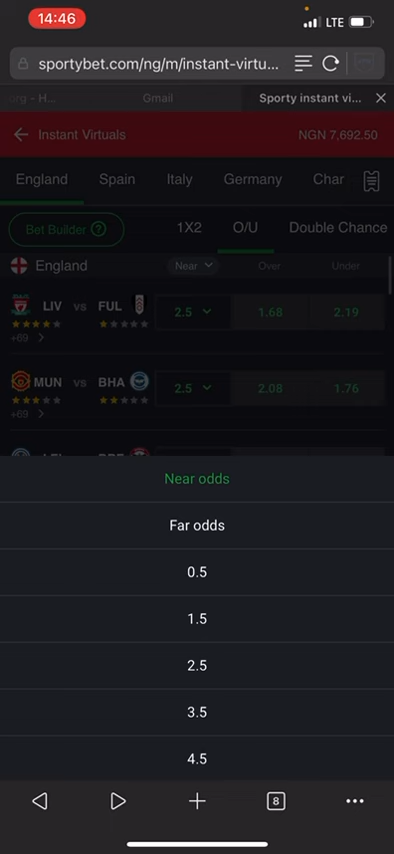 14:46
LTE
sportybet.com/ng/m/instant-virtu...
org - H...
Gmail
Sporty instant vi...
Instant Virtuals
NGN 7,692.50
England
Spain
Italy
Germany
Char
Bet Builder ?
1X2
O/U
Double Chance
England
Near
Over
Under
LIV vs FUL
2.5
1.68
2.19
+69
MUN vs BHA
2.5
2.08
1.76
+69
Near odds
Far odds
0.5
1.5
2.5
3.5
4.5
8